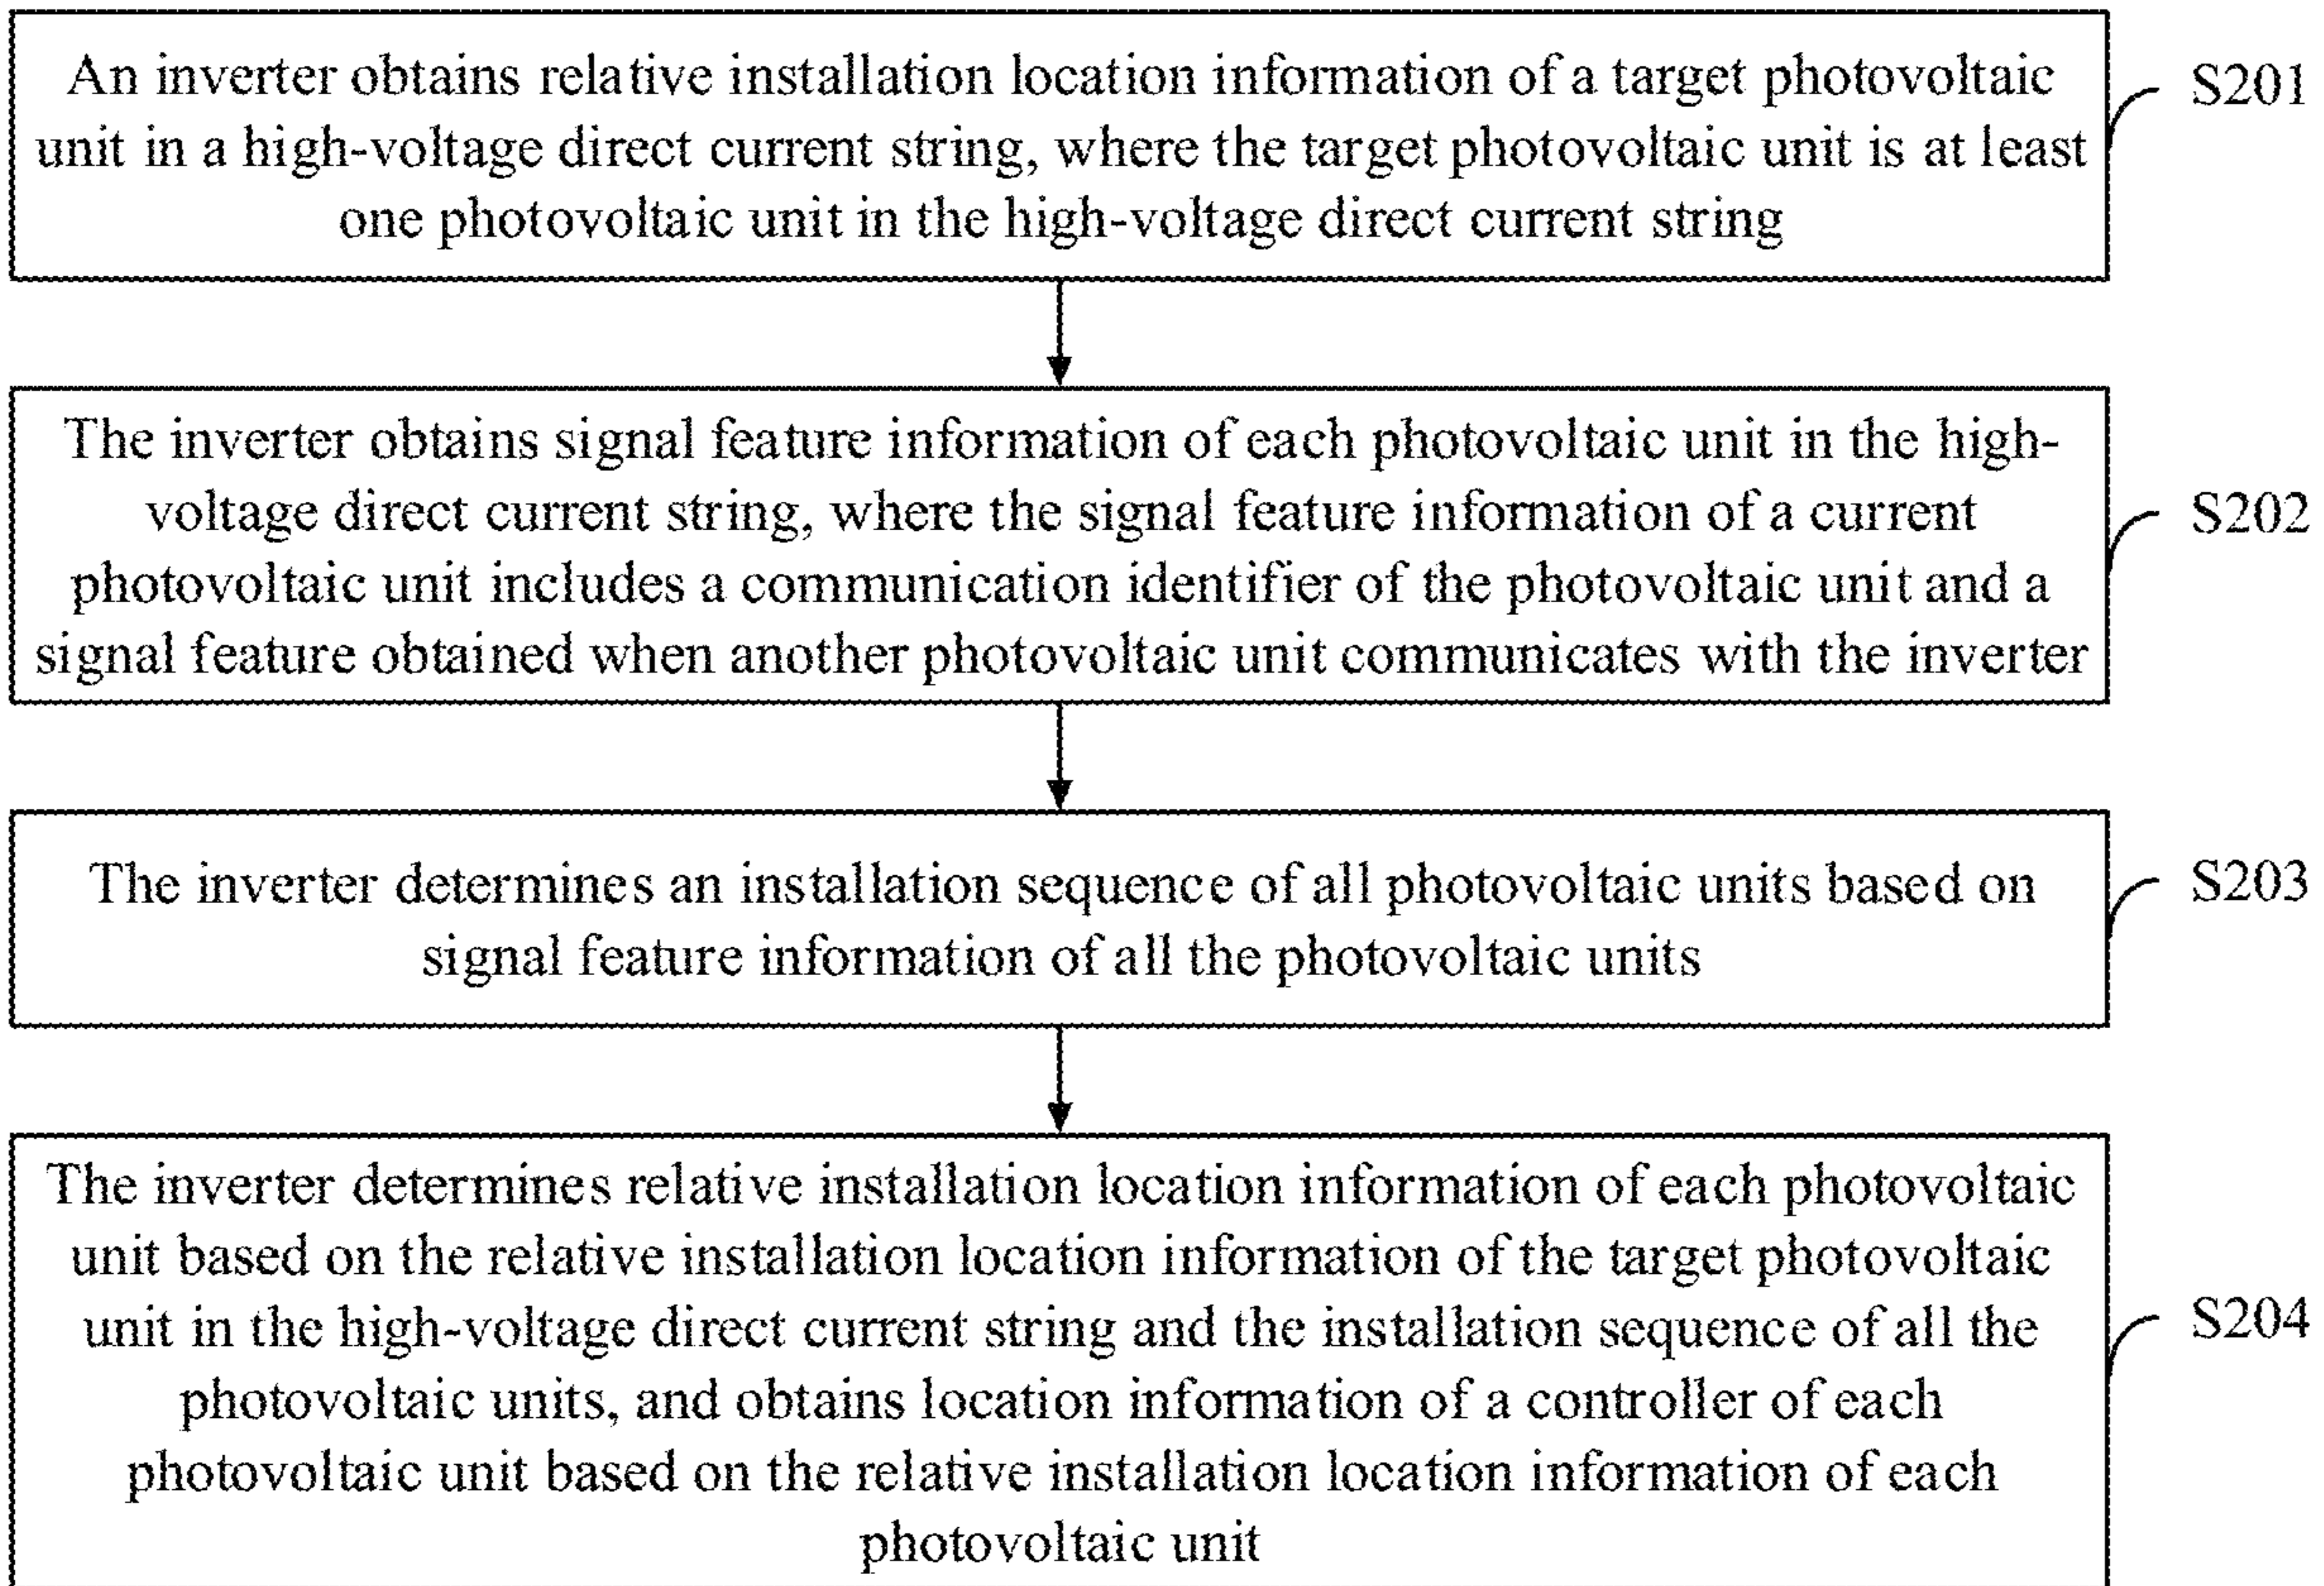 An inverter obtains relative installation location information of a target photovoltaic
unit in a high-voltage direct current string, where the target photovoltaic unit is at least
one photovoltaic unit in the high-voltage direct current string
S201
The inverter obtains signal feature information of each photovoltaic unit in the high-
voltage direct current string, where the signal feature information of a current
photovoltaic unit includes a communication identifier of the photovoltaic unit and a
signal feature obtained when another photovoltaic unit communicates with the inverter
S202
The inverter determines an installation sequence of all photovoltaic units based on
signal feature information of all the photovoltaic units
S203
The inverter determines relative installation location information of each photovoltaic
unit based on the relative installation location information of the target photovoltaic
unit in the high-voltage direct current string and the installation sequence of all the
photovoltaic units, and obtains location information of a controller of each
photovoltaic unit based on the relative installation location information of each
photovoltaic unit
S204